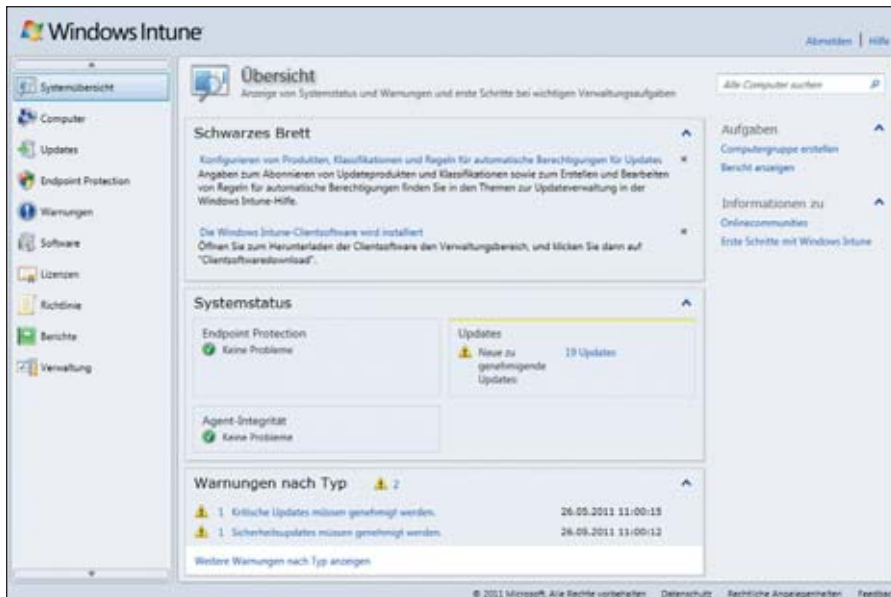 Windows Intune
Abmelden | Hilfe
Systemübersicht
Computer
Updates
Endpoint Protection
Warnungen
Software
Lizenzen
Richtlinie
Berichte
Verwaltung
Übersicht
Anzeige von Systemstatus und Warnungen und erste Schritte bei wichtigen Verwaltungsaufgaben
Schwarzes Brett
Konfigurieren von Produkten, Klassifikationen und Regeln für automatische Berechtigungen für Updates
Angaben zum Abonnieren von Updateprodukten und Klassifikationen sowie zum Erstellen und Bearbeiten
von Regeln für automatische Berechtigungen finden Sie in den Themen zur Updateverwaltung in der
Windows Intune-Hilfe.
Die Windows Intune-Clientsoftware wird installiert
Öffnen Sie zum Herunterladen der Clientsoftware den Verwaltungsbereich, und klicken Sie dann auf
"Clientsoftwaredownload".
Systemstatus
Endpoint Protection
Keine Probleme
Updates
Neue zu
genehmigende
Updates:
19 Updates
Agent-Integrität
Keine Probleme
Warnungen nach Typ 2
1 Kritische Updates müssen genehmigt werden. 26.05.2011 11:00:15
1 Sicherheitsupdates müssen genehmigt werden. 26.05.2011 11:00:12
Weitere Warnungen nach Typ anzeigen
Alle Computer suchen
Aufgaben
Computergruppe erstellen
Bericht anzeigen
Informationen zu
Onlinecommunities
Erste Schritte mit Windows Intune
© 2011 Microsoft. Alle Rechte vorbehalten Datenschutz Rechtliche Angelegenheiten Feedba